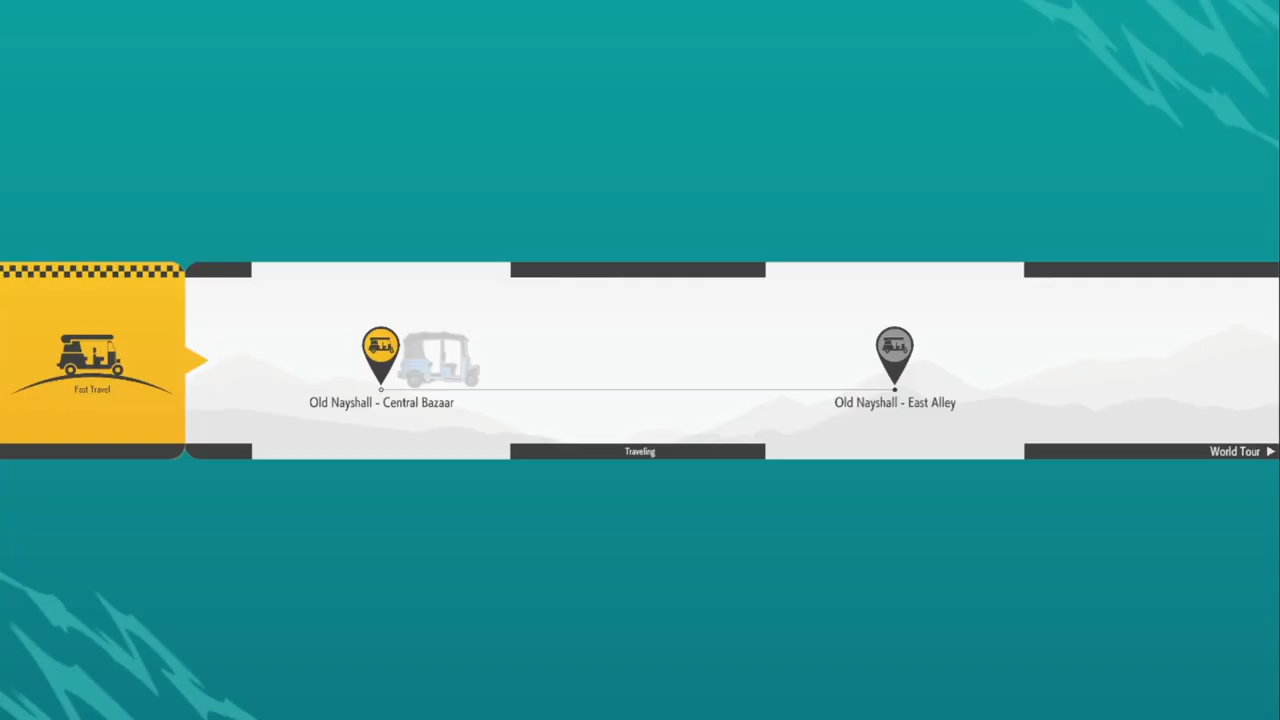 Fast Travel
Old Nayshall - Central Bazaar
Old Nayshall - East Alley
Traveling
World Tour